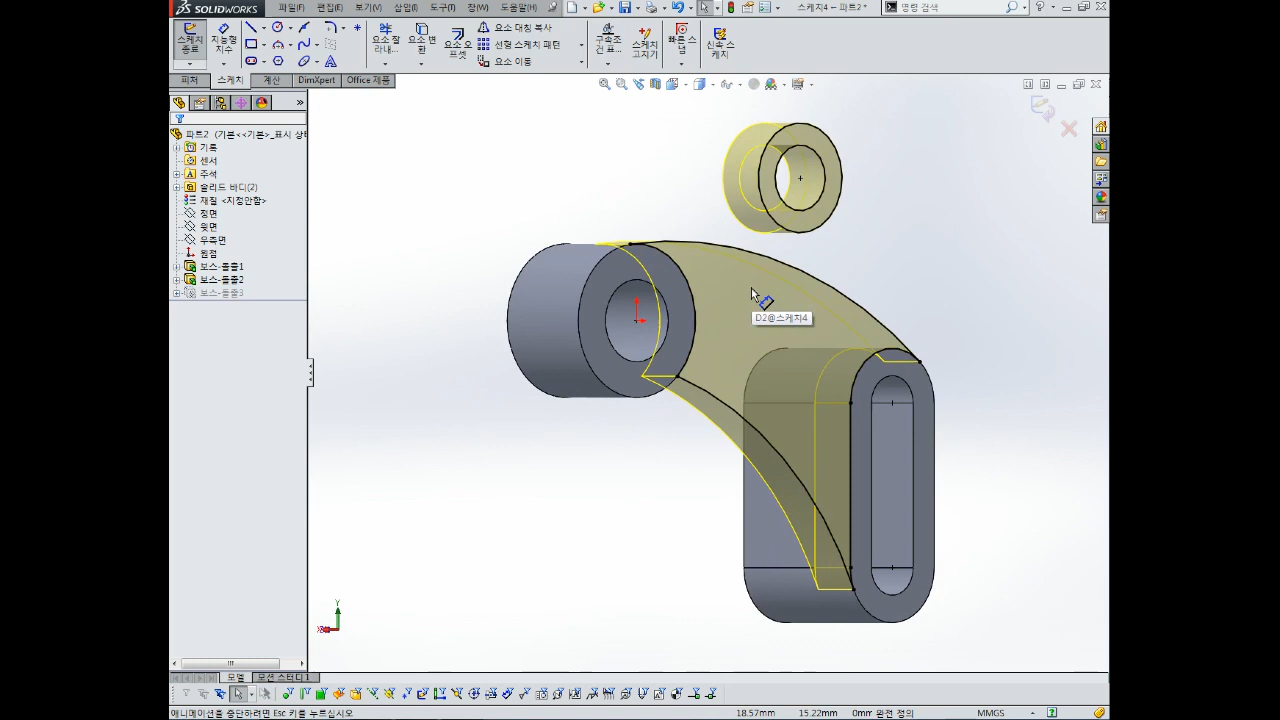 SOLIDWORKS 파일(F) 편집(E) 보기(V) 삽입(I) 도구(T) 창(W) 도움말(H) 스케치4 ← 파트2 * 명령 검색
스케치 종료
지능형 치수
요소 잘라내...
요소 변환
요소 오프셋
요소 대칭 복사
선형 스케치 패턴
요소 이동
구속조건 표...
스케치 고치기
빠른 스냅
신속 스케치
피처 스케치 계산 DimXpert Office 제품
파트2 (기본<<기본>_표시 상태
기록
센서
주석
솔리드 바디(2)
재질 <지정안함>
정면
윗면
우측면
원점
보스-돌출1
보스-돌출2
보스-돌출3
D2@스케치4
Y
모델 모션 스터디 1
애니메이션을 중단하려면 Esc 키를 누르십시오 18.57mm 15.22mm 0mm 완전 정의 MMGS